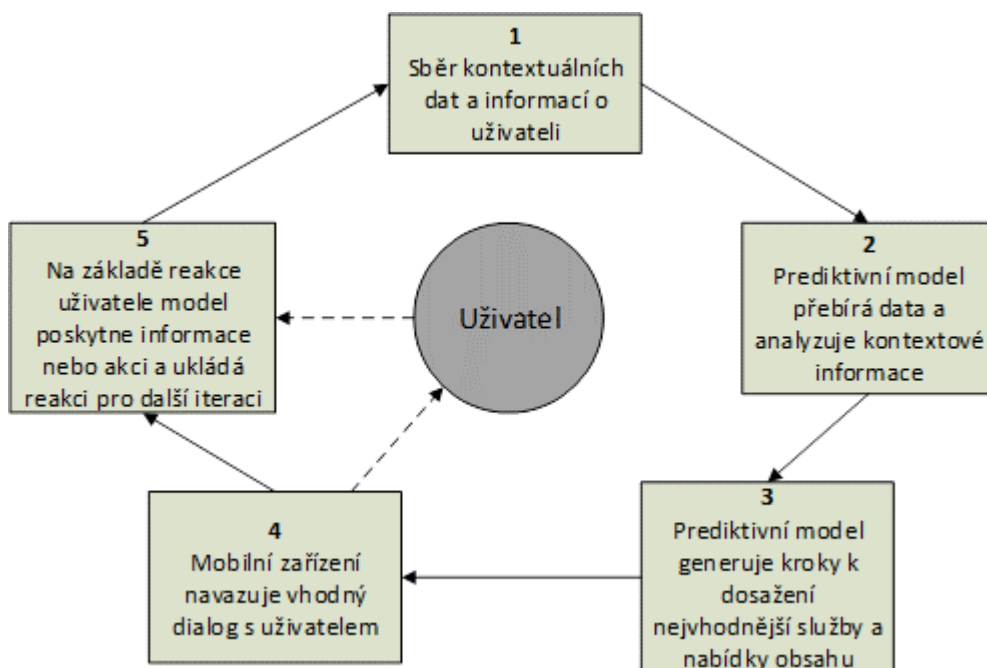 1
Sběr kontextuálních
dat a informací o
uživateli
2
Prediktivní model
přebírá data a
analyzuje kontextové
informace
3
Prediktivní model
generuje kroky k
dosažení
nejvhodnější služby a
nabídky obsahu
4
Mobilní zařízení
navazuje vhodný
dialog s uživatelem
5
Na základě reakce
uživatele model
poskytne informace
nebo akci a ukládá
reakci pro další iteraci
Uživatel